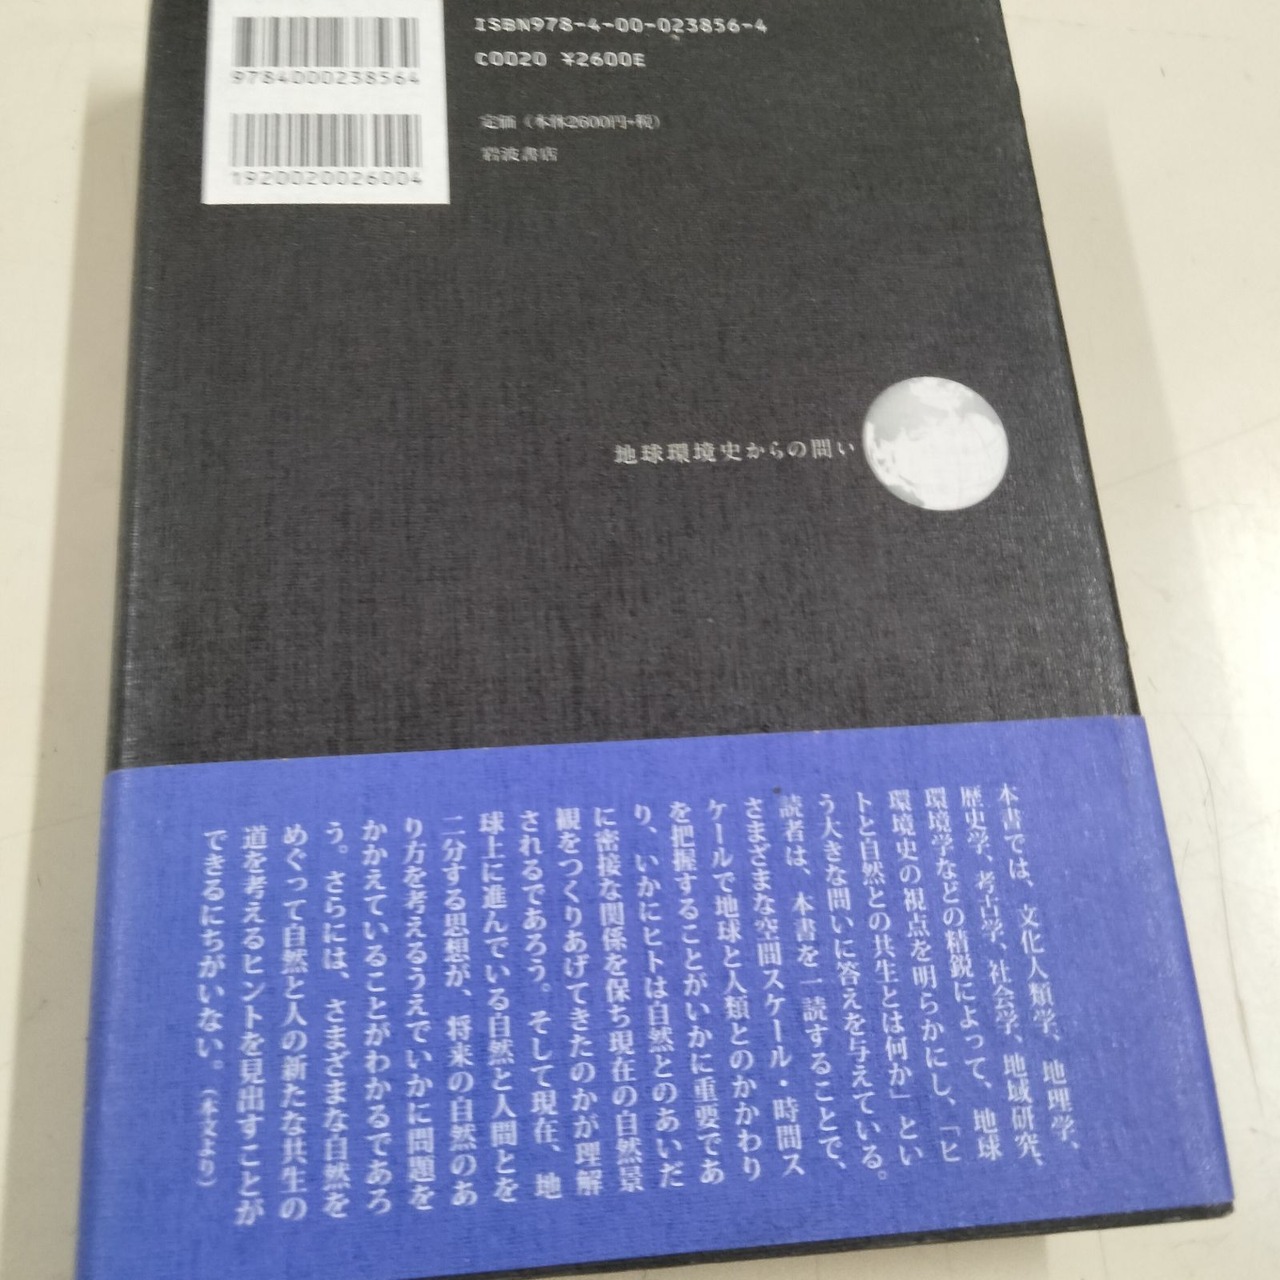 ISBN978-4-00-023856-4
C0020 ¥2600E
9784000238564
定価（本体2600円+税）
岩波書店
1920020026004
地球環境史からの問い
本書では、文化人類学、地理学、
歴史学、考古学、社会学、地域研究、
環境学などの精鋭によって、地球
環境史の視点を明らかにし、「ヒ
トと自然との共生とは何か」とい
う大きな問いに答えを与えている。
読者は、本書を一読することで、
さまざまな空間スケール・時間ス
ケールで地球と人類とのかかわり
を把握することがいかに重要であ
り、いかにヒトは自然とのあいだ
に密接な関係を保ち現在の自然景
観をつくりあげてきたのかが理解
されるであろう。そして現在、地
球上に進んでいる自然と人間とを
二分する思想が、将来の自然のあ
り方を考えるうえでいかに問題を
かかえていることがわかるであろ
う。さらには、さまざまな自然を
めぐって自然と人の新たな共生の
道を考えるヒントを見出すことが
できるにちがいない。（本文より）